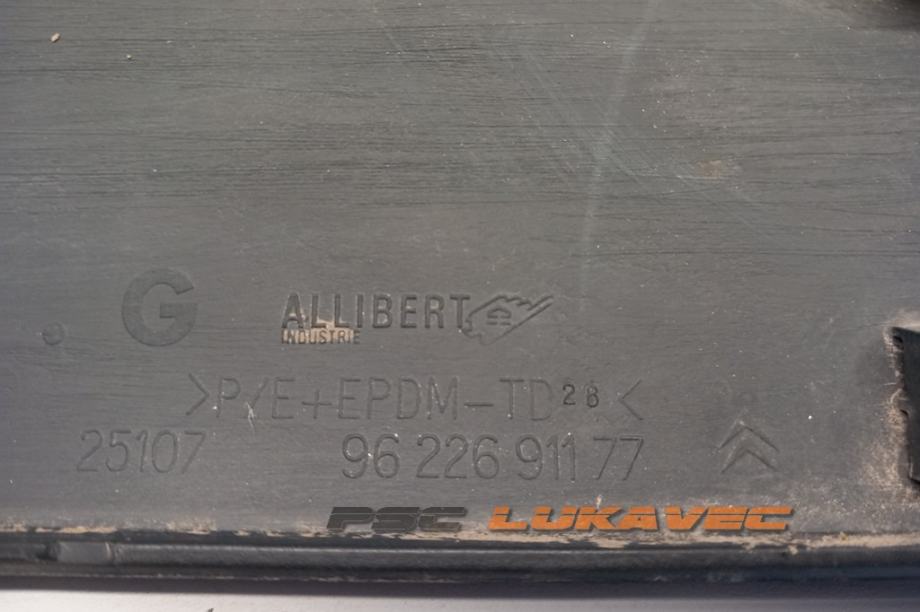 G
ALLIBERT
INDUSTRIE
>P/E+EPDM-TD28<
25107 96 226 911 77
PSC LUKAVEC